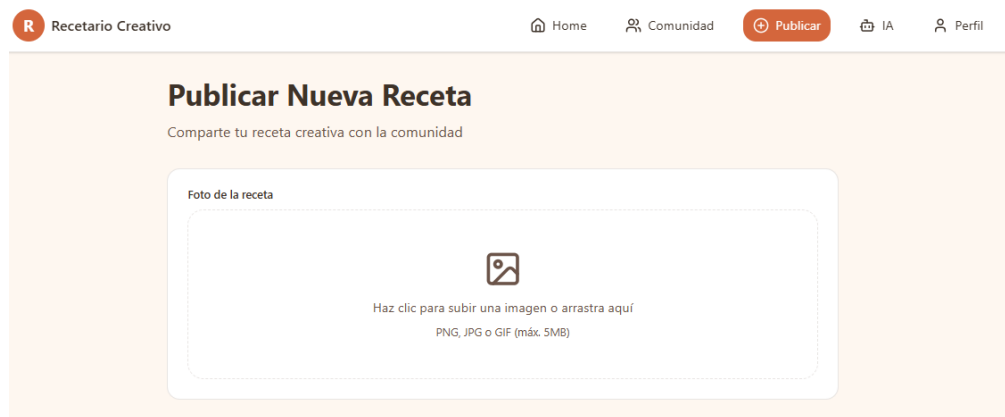 R Recetario Creativo Home Comunidad Publicar IA Perfil
Publicar Nueva Receta
Comparte tu receta creativa con la comunidad
Foto de la receta
Haz clic para subir una imagen o arrastra aquí
PNG, JPG o GIF (máx. 5MB)